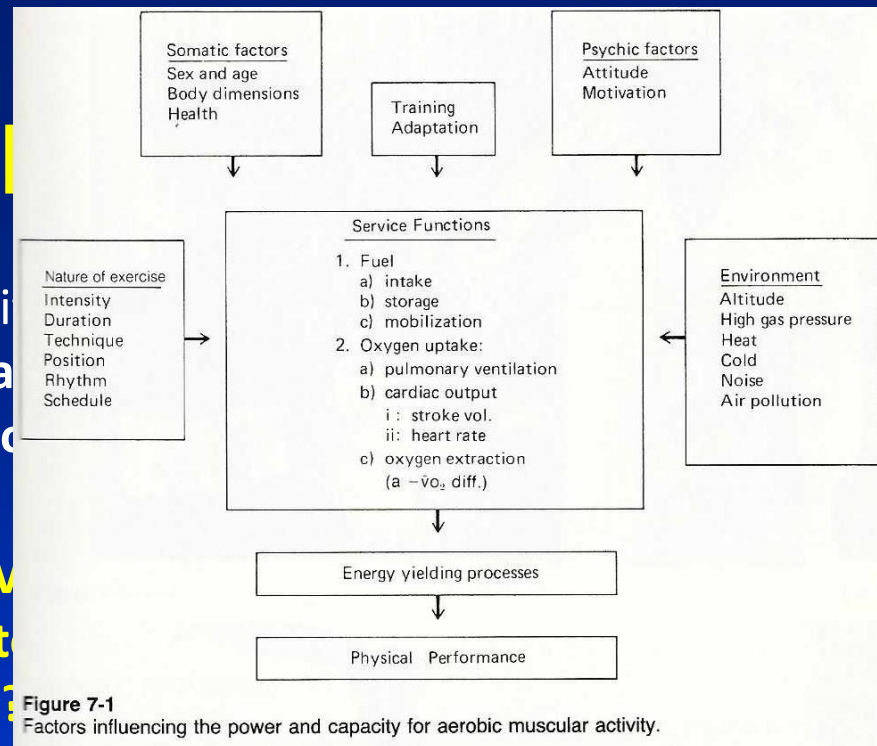 Somatic factors
Sex and age
Body dimensions
Health
Training
Adaptation
Psychic factors
Attitude
Motivation
Nature of exercise
Intensity
Duration
Technique
Position
Rhythm
Schedule
Service Functions
1. Fuel
a) intake
b) storage
c) mobilization
2. Oxygen uptake:
a) pulmonary ventilation
b) cardiac output
i : stroke vol.
ii: heart rate
c) oxygen extraction
(a – v̄o₂ diff.)
Environment
Altitude
High gas pressure
Heat
Cold
Noise
Air pollution
Energy yielding processes
Physical Performance
Figure 7-1
Factors influencing the power and capacity for aerobic muscular activity.